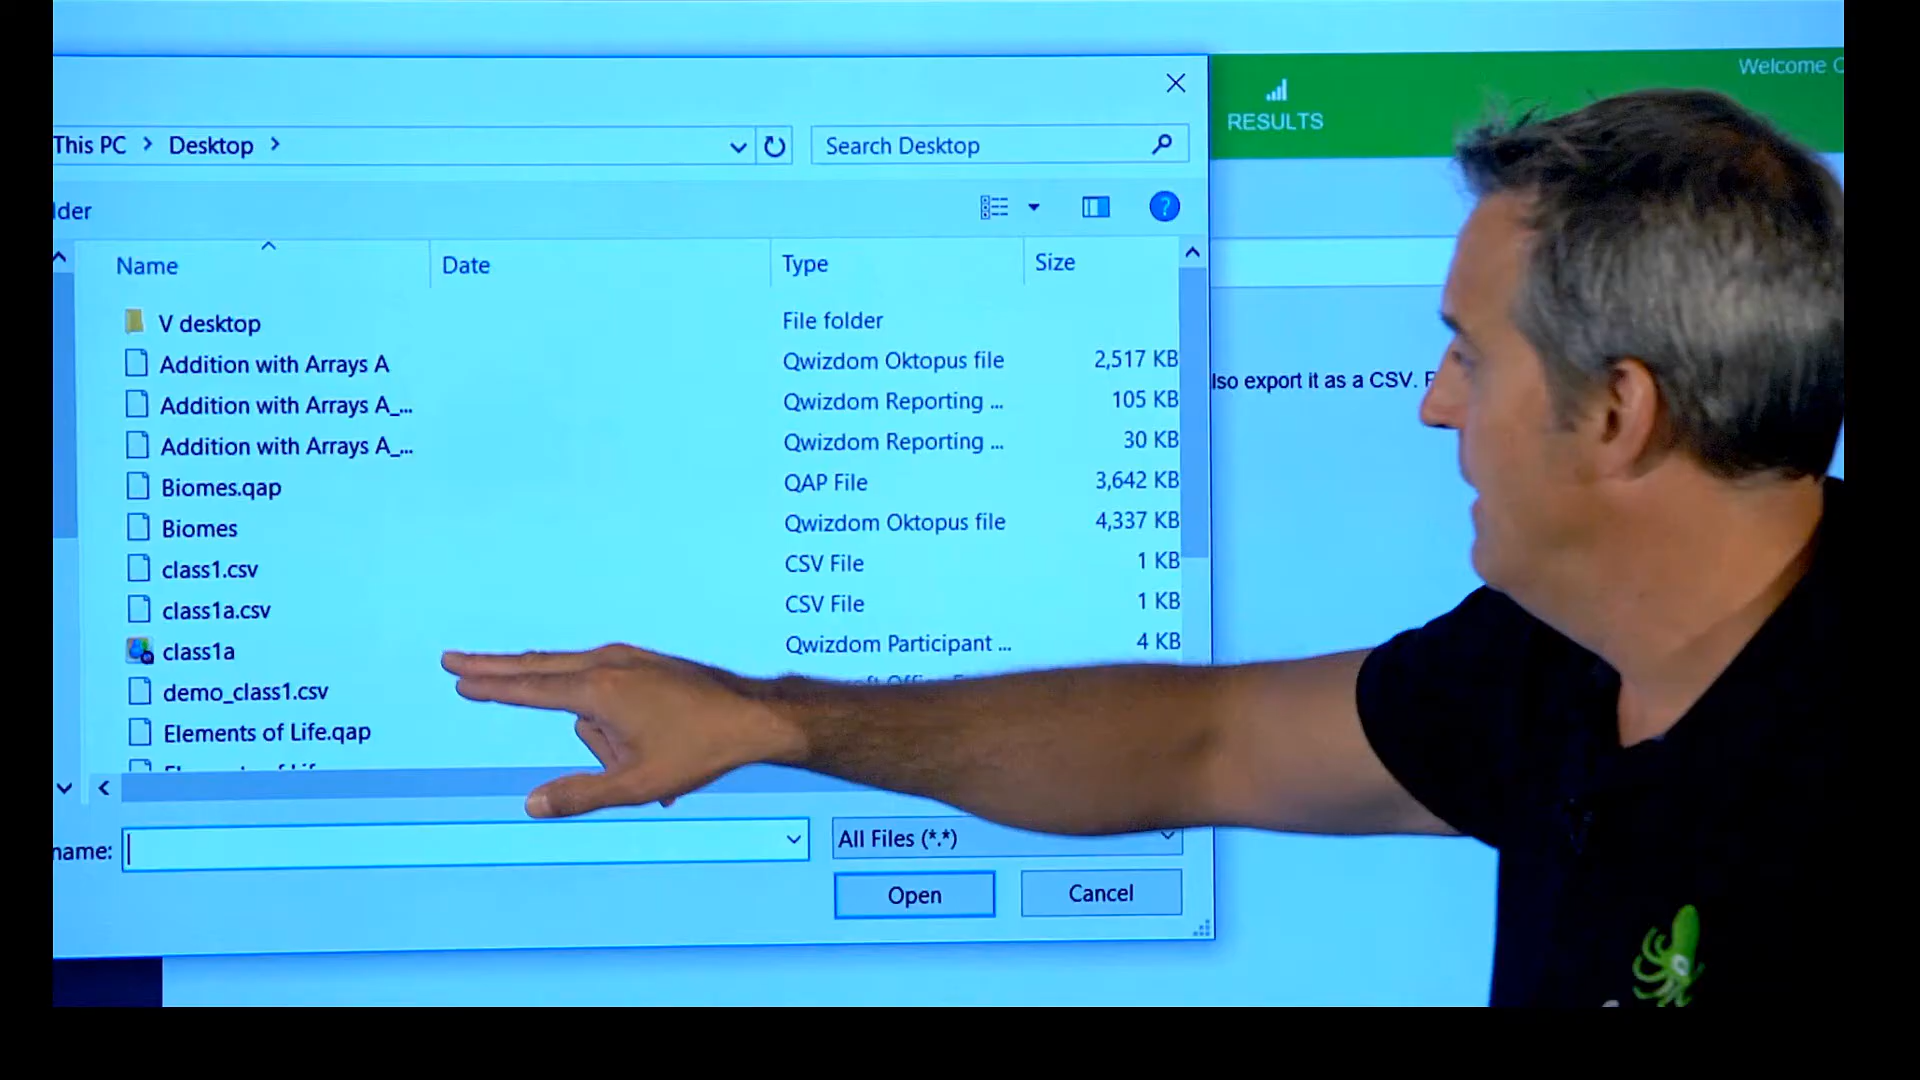 Welcome
RESULTS
This PC > Desktop >
Search Desktop
lder
Name Date Type Size
V desktop File folder
Addition with Arrays A Qwizdom Oktopus file 2,517 KB
Addition with Arrays A_... Qwizdom Reporting ... 105 KB
Addition with Arrays A_... Qwizdom Reporting ... 30 KB
Biomes.qap QAP File 3,642 KB
Biomes Qwizdom Oktopus file 4,337 KB
class1.csv CSV File 1 KB
class1a.csv CSV File 1 KB
class1a Qwizdom Participant ... 4 KB
demo_class1.csv
Elements of Life.qap
name:
All Files (*.*)
Open Cancel
lso export it as a CSV.